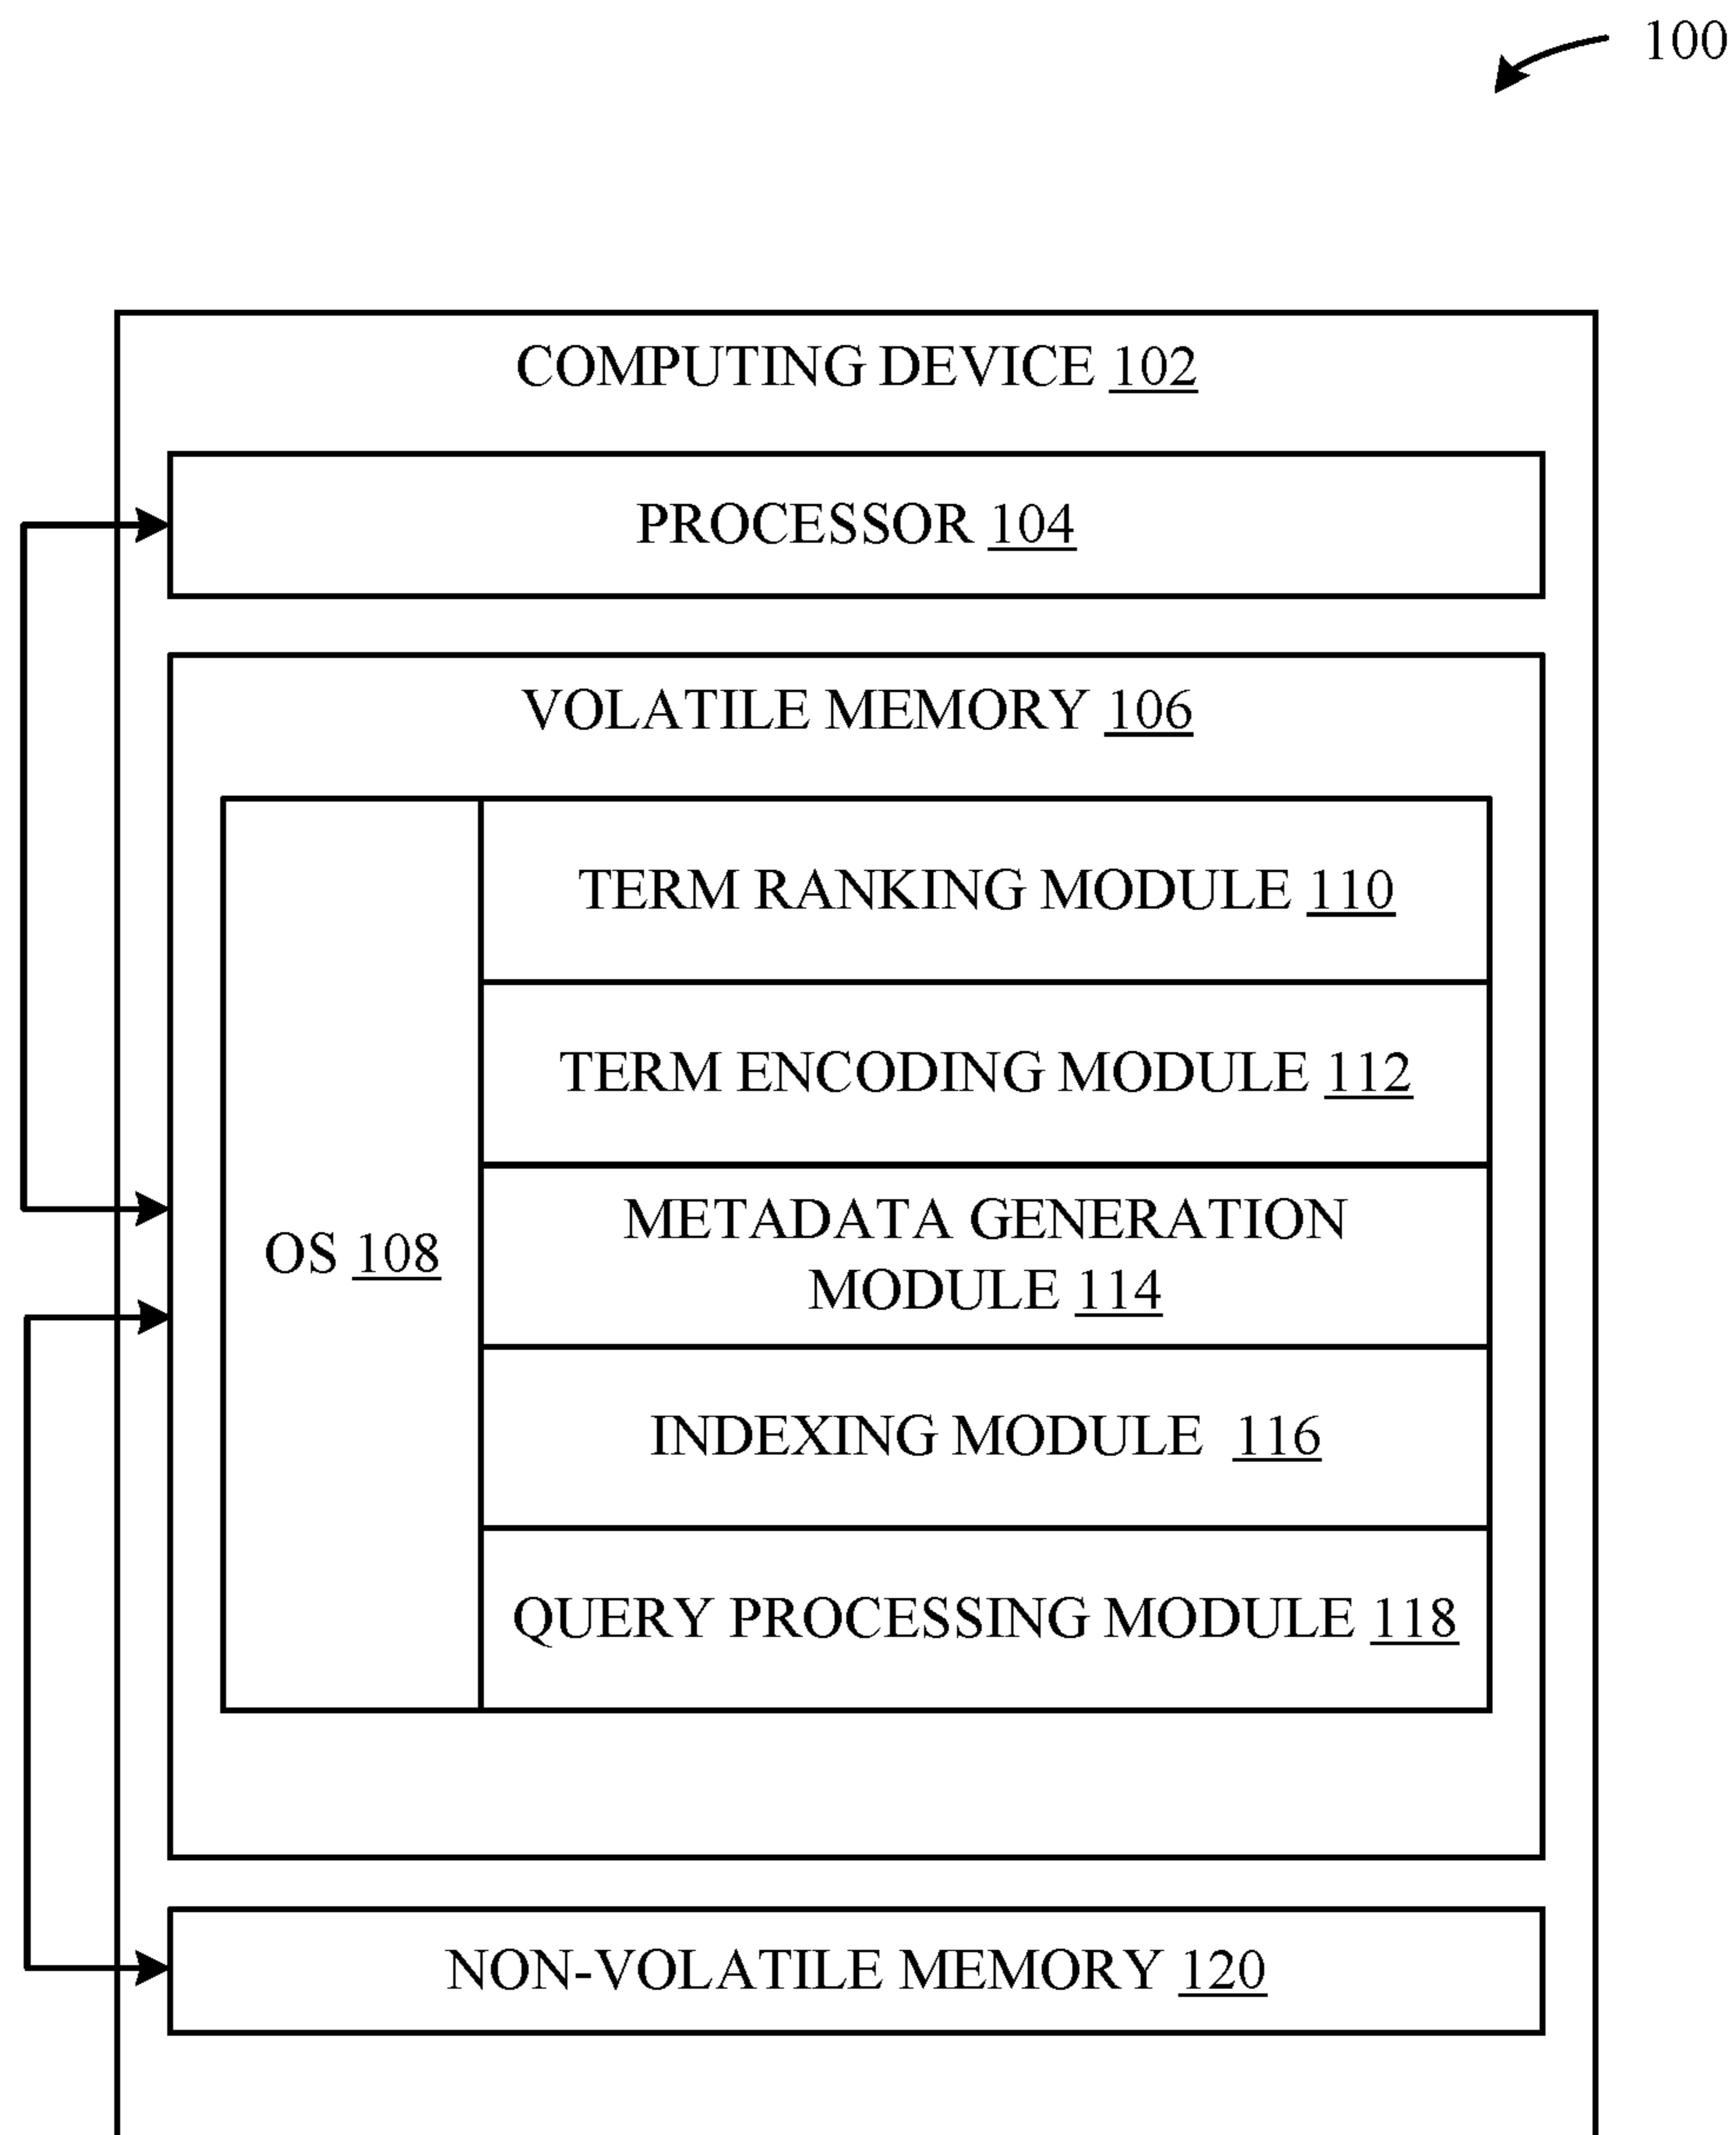 100
COMPUTING DEVICE 102
PROCESSOR 104
VOLATILE MEMORY 106
OS 108
TERM RANKING MODULE 110
TERM ENCODING MODULE 112
METADATA GENERATION
MODULE 114
INDEXING MODULE 116
QUERY PROCESSING MODULE 118
NON-VOLATILE MEMORY 120